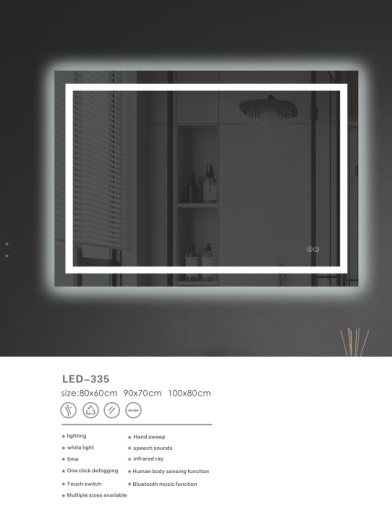 LED-335
size:80x60cm 90x70cm 100x80cm
lighting
Hand sweep
white light
speech sounds
time
infrared ray
One click defogging
Human body sensing function
Touch switch
Bluetooth music function
Multiple sizes available